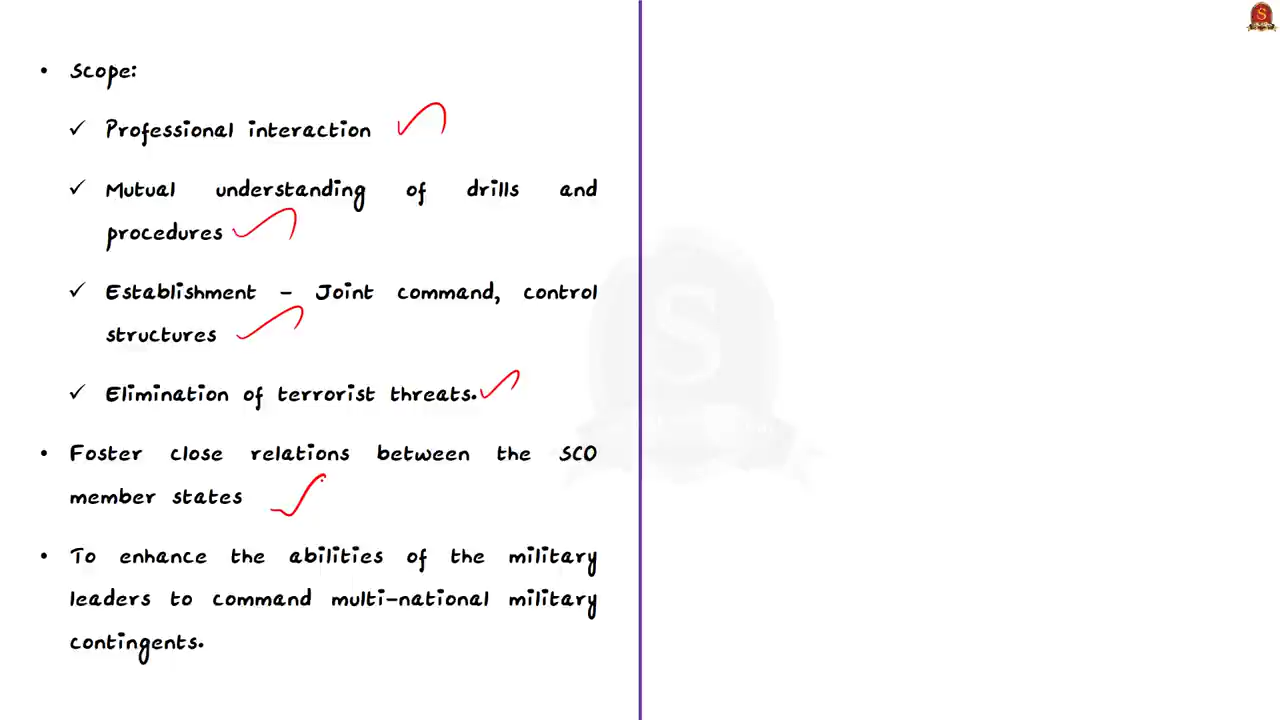 • Scope:
✓ Professional interaction
✓ Mutual understanding of drills and
procedures
✓ Establishment – Joint command, control
structures
✓ Elimination of terrorist threats.
• Foster close relations between the SCO
member states
• To enhance the abilities of the military
leaders to command multi-national military
contingents.
S
S